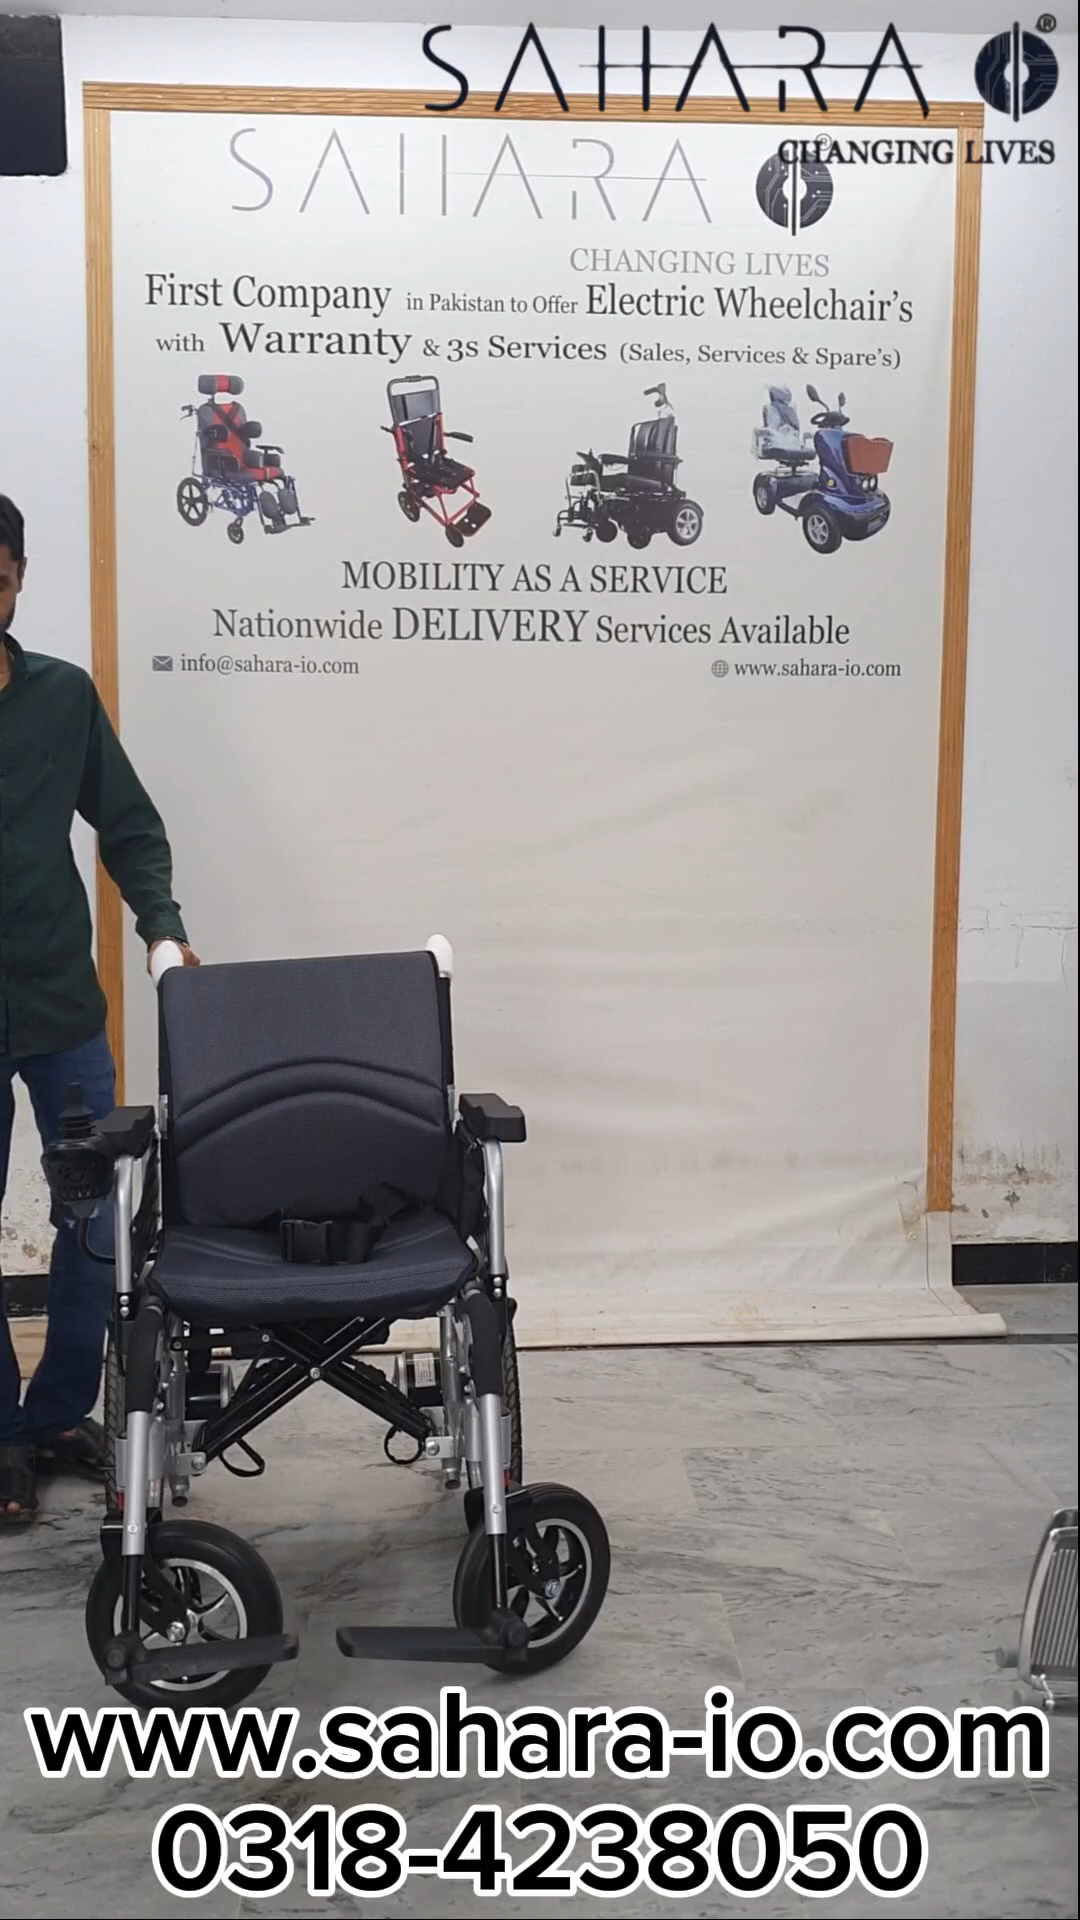 SAHARA ®
CHANGING LIVES
SAHARA ®
CHANGING LIVES
First Company in Pakistan to Offer Electric Wheelchair's
with Warranty & 3s Services (Sales, Services & Spare's)
MOBILITY AS A SERVICE
Nationwide DELIVERY Services Available
info@sahara-io.com
www.sahara-io.com
www.sahara-io.com
0318-4238050